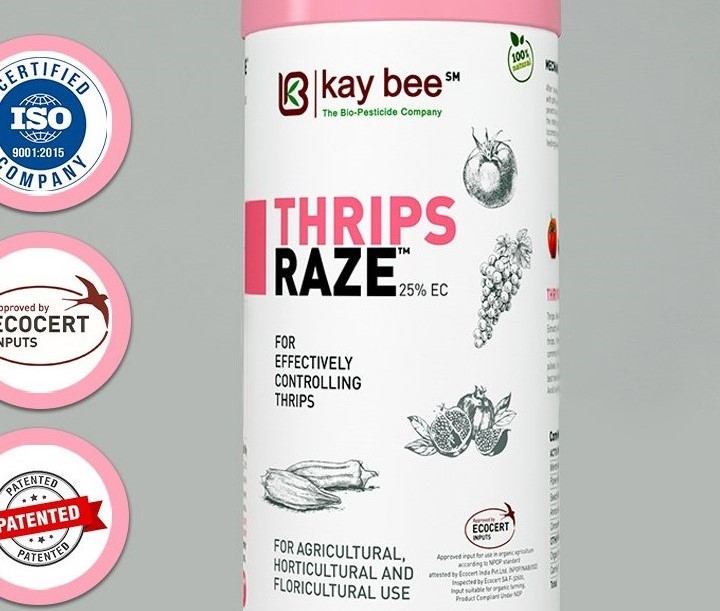 CERTIFIED
ISO
9001:2015
COMPANY
ECOCERT
PATENTED
PATENTED
PATENTED
kay bee SM
The Bio-Pesticide Company
100%
natural
THRIPS
RAZE™
25% EC
FOR
EFFECTIVELY
CONTROLLING
THRIPS
FOR AGRICULTURAL,
HORTICULTURAL AND
FLORICULTURAL USE
Approved by
ECOCERT
INPUTS
Approved input for use in organic agriculture
according to NPOP standard
attested by Ecocert India Pvt.Ltd.
Inspected by Ecocert SA F-32600,
Input suitable for organic farming,
Product Compliant Under NOP